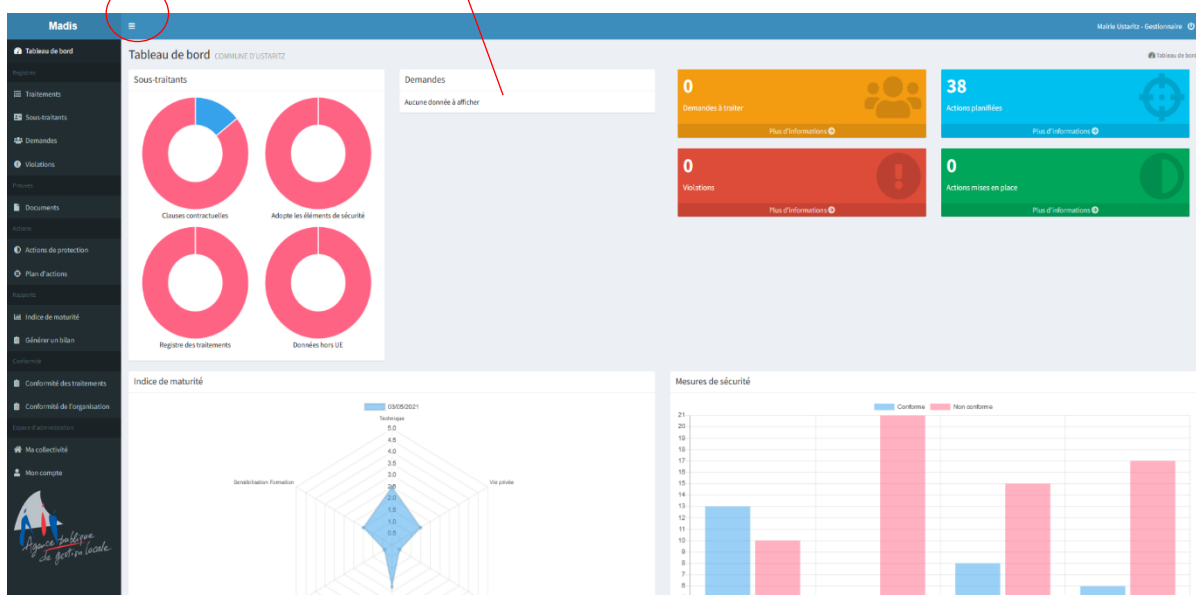 Madis
Mairie Ustaritz - Gestionnaire
Tableau de bord
Tableau de bord COMMUNE D'USTARITZ
Tableau de bord
Registres
Traitements
Sous-traitants
Demandes
Violations
Preuves
Documents
Actions
Actions de protection
Plan d'actions
Rapports
Indice de maturité
Générer un bilan
Conformité
Conformité des traitements
Conformité de l'organisation
Espace d'administration
Ma collectivité
Mon compte
Agence publique
de gestion locale
Sous-traitants
Clauses contractuelles
Adopte les éléments de sécurité
Registre des traitements
Données hors UE
Demandes
Aucune donnée à afficher
0
Demandes à traiter
Plus d'informations
38
Actions planifiées
Plus d'informations
0
Violations
Plus d'informations
0
Actions mises en place
Plus d'informations
Indice de maturité
03/05/2021
Technique
5.0
4.5
4.0
3.5
3.0
2.5
2.0
1.5
1.0
0.5
Sensibilisation Formation
Vie privée
Mesures de sécurité
Conforme Non conforme
21
20
19
18
17
16
15
14
13
12
11
10
9
8
7
6